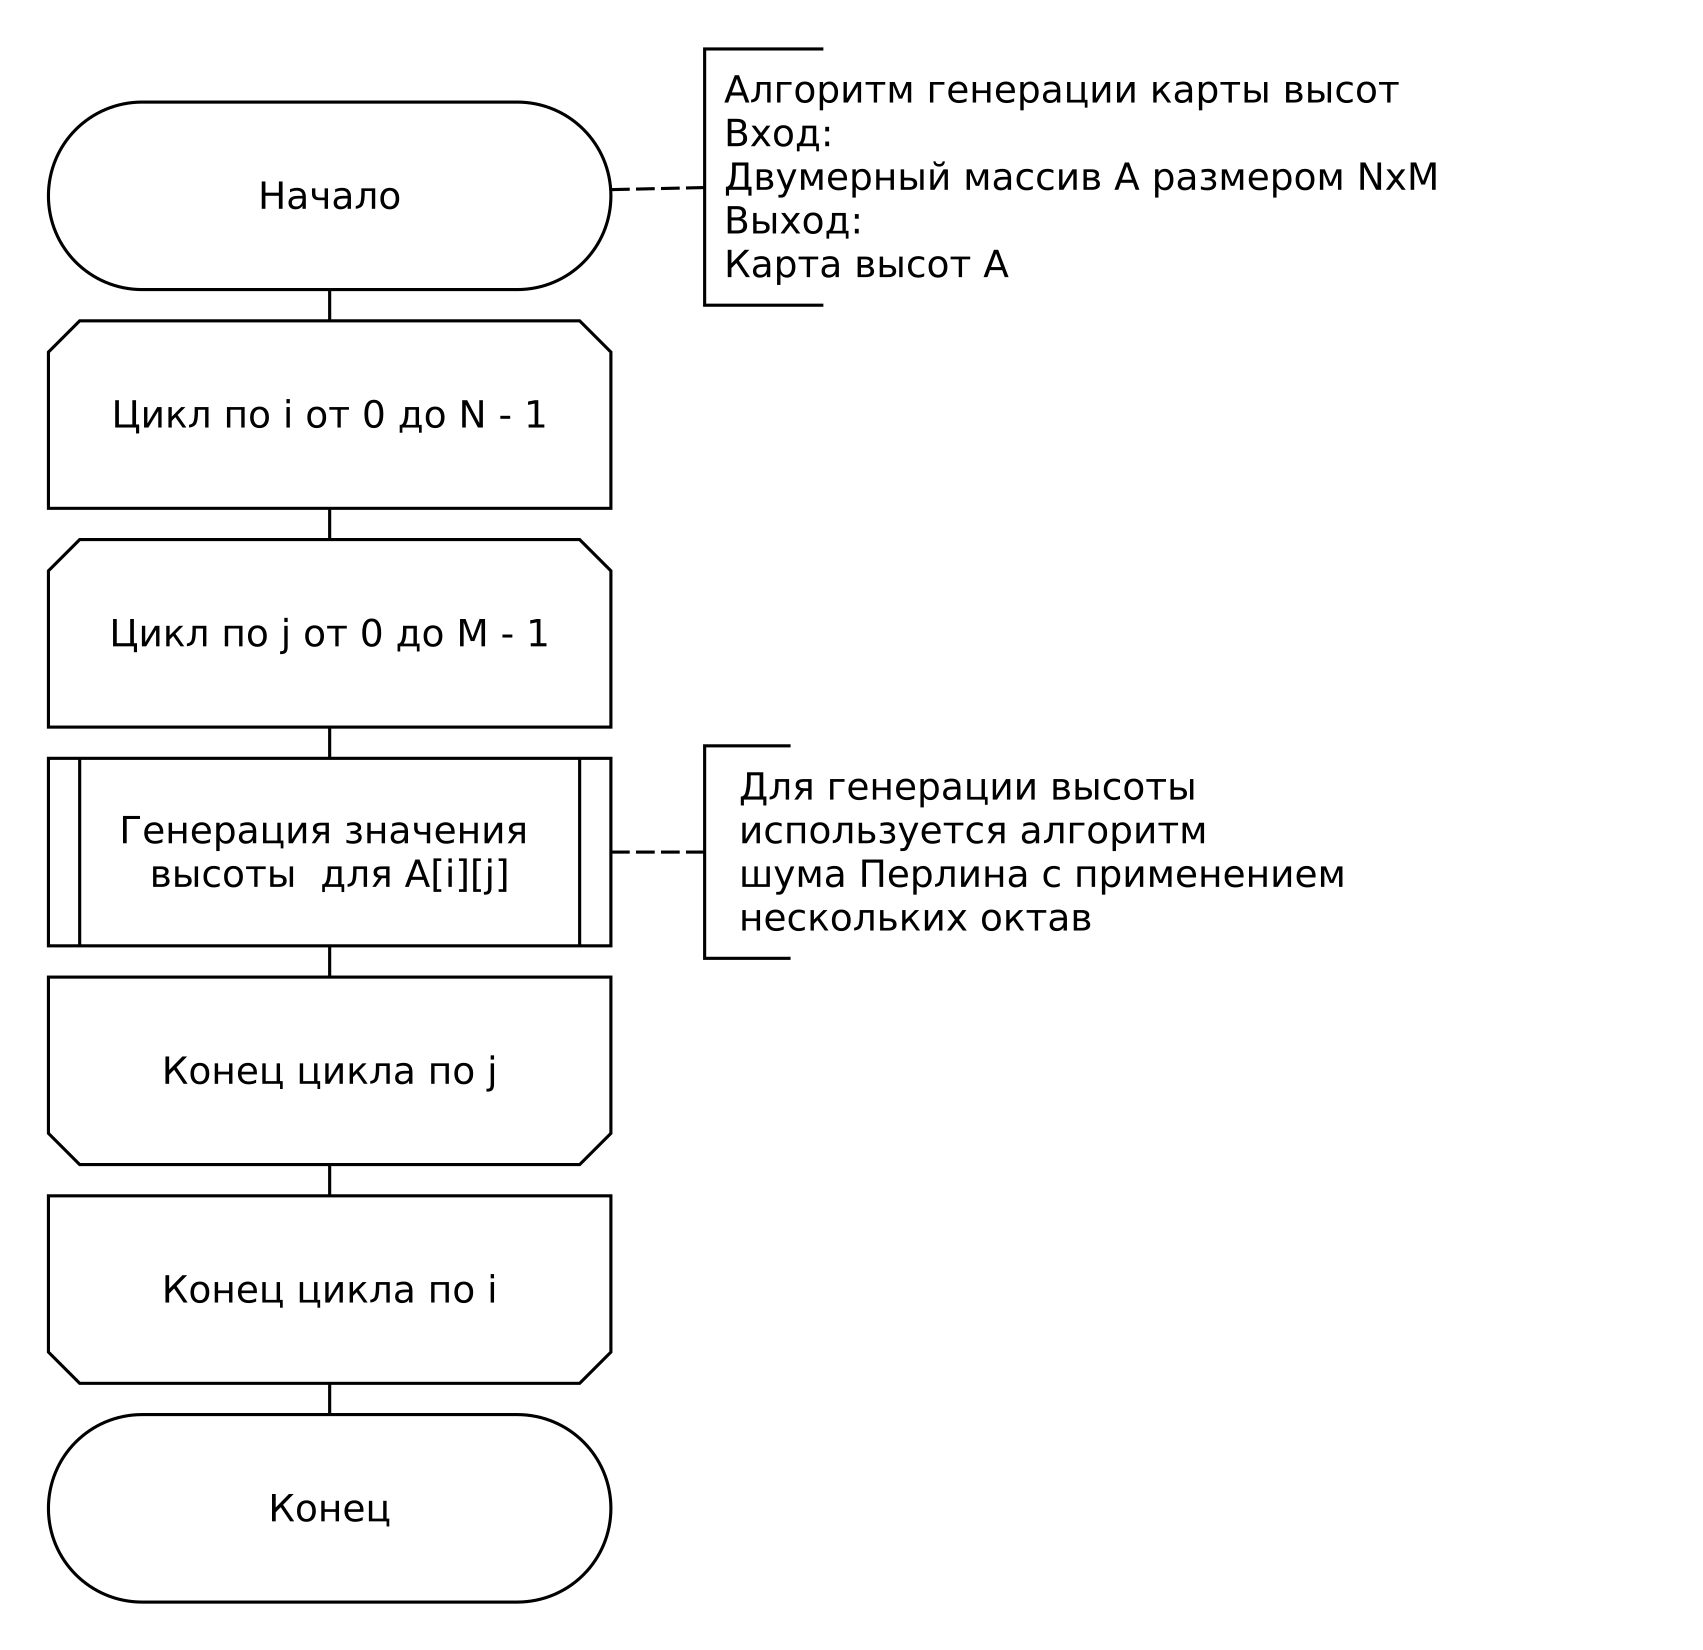 Начало
Алгоритм генерации карты высот
Вход:
Двумерный массив A размером NxM
Выход:
Карта высот A
Цикл по i от 0 до N - 1
Цикл по j от 0 до M - 1
Генерация значения
высоты  для A[i][j]
Для генерации высоты
используется алгоритм
шума Перлина с применением
нескольких октав
Конец цикла по j
Конец цикла по i
Конец